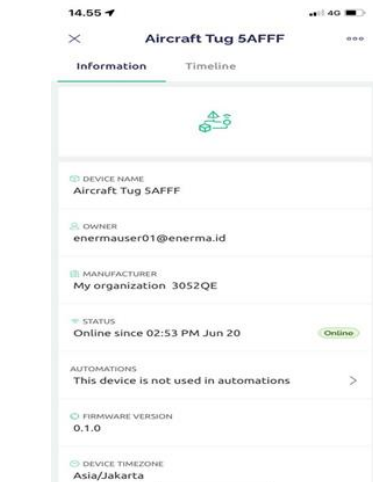 14.55
4G
Aircraft Tug 5AFFF
Information Timeline
DEVICE NAME
Aircraft Tug 5AFFF
OWNER
enermauser01@enerma.id
MANUFACTURER
My organization 3052QE
STATUS
Online since 02:53 PM Jun 20
Online
AUTOMATIONS
This device is not used in automations
FIRMWARE VERSION
0.1.0
DEVICE TIMEZONE
Asia/Jakarta